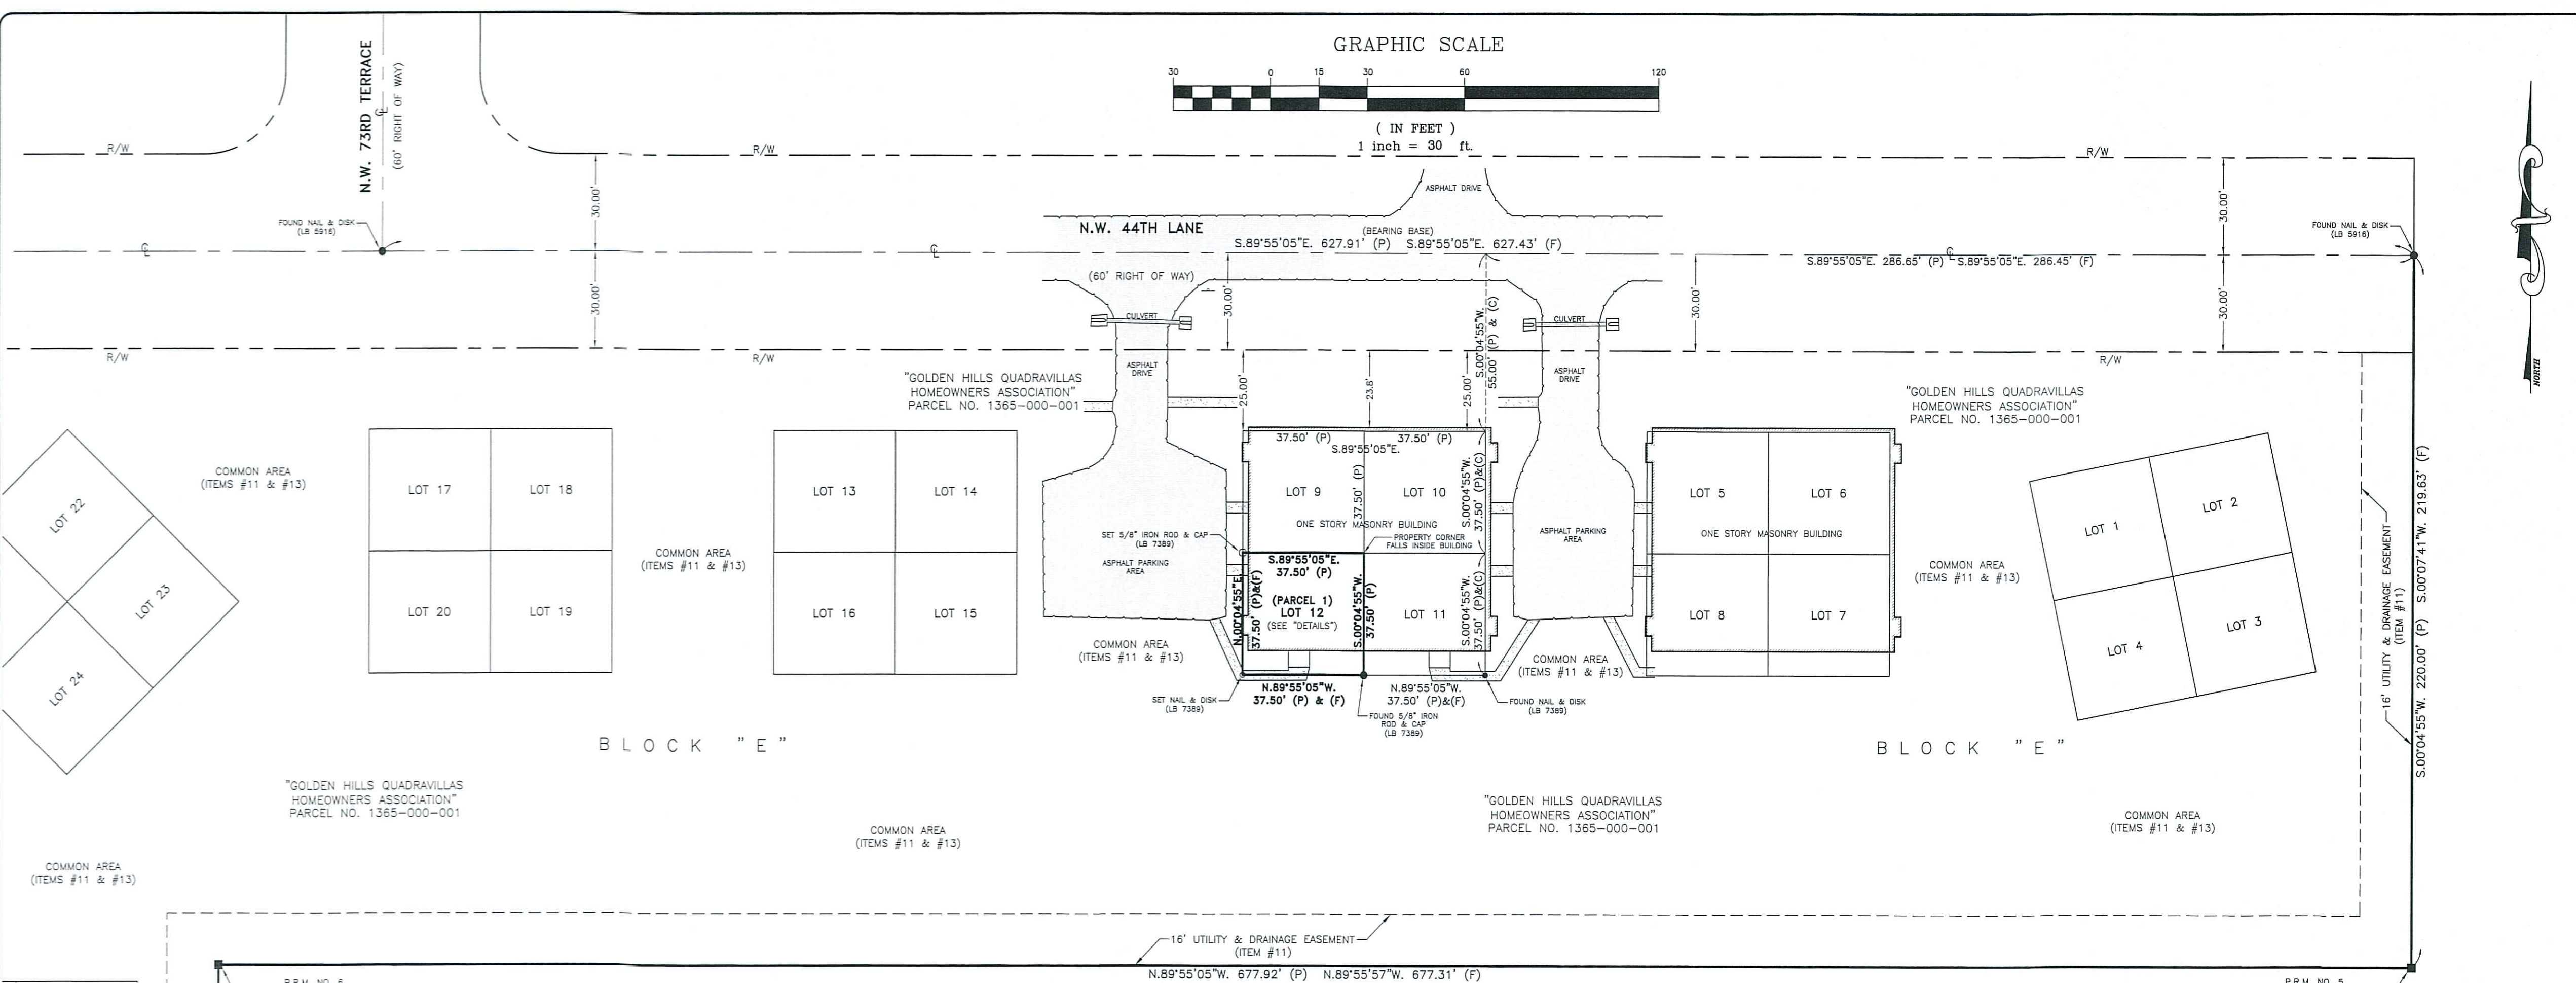 GRAPHIC SCALE
30 0 15 30 60 120
( IN FEET )
1 inch = 30 ft.
N.W. 73RD TERRACE
(60' RIGHT OF WAY)
R/W
R/W
R/W
30.00'
30.00'
FOUND NAIL & DISK
(LB 5916)
ASPHALT DRIVE
N.W. 44TH LANE
(BEARING BASE)
S.89°55'05"E. 627.91' (P) S.89°55'05"E. 627.43' (F)
(60' RIGHT OF WAY)
S.89°55'05"E. 286.65' (P) S.89°55'05"E. 286.45' (F)
FOUND NAIL & DISK
(LB 5916)
30.00'
30.00'
30.00'
30.00'
NORTH
CULVERT
CULVERT
R/W
R/W
R/W
ASPHALT
DRIVE
ASPHALT
DRIVE
25.00'
23.8'
25.00'
S.00°04'55"W.
55.00' (P) & (C)
"GOLDEN HILLS QUADRAVILLAS
HOMEOWNERS ASSOCIATION"
PARCEL NO. 1365-000-001
"GOLDEN HILLS QUADRAVILLAS
HOMEOWNERS ASSOCIATION"
PARCEL NO. 1365-000-001
COMMON AREA
(ITEMS #11 & #13)
LOT 22
LOT 23
LOT 24
LOT 17
LOT 18
LOT 20
LOT 19
COMMON AREA
(ITEMS #11 & #13)
LOT 13
LOT 14
LOT 16
LOT 15
37.50' (P)
37.50' (P)
S.89°55'05"E.
LOT 9
37.50' (P)
LOT 10
S.00°04'55"W.
37.50' (P)&(C)
ONE STORY MASONRY BUILDING
SET 5/8" IRON ROD & CAP
(LB 7389)
PROPERTY CORNER
FALLS INSIDE BUILDING
ASPHALT PARKING
AREA
ASPHALT PARKING
AREA
S.89°55'05"E.
37.50' (P)
N.00°04'55"E.
37.50' (P)&(F)
(PARCEL 1)
LOT 12
(SEE "DETAILS")
S.00°04'55"W.
37.50' (P)
LOT 11
S.00°04'55"W.
37.50' (P)&(C)
LOT 5
LOT 6
ONE STORY MASONRY BUILDING
LOT 8
LOT 7
COMMON AREA
(ITEMS #11 & #13)
LOT 1
LOT 2
LOT 4
LOT 3
COMMON AREA
(ITEMS #11 & #13)
COMMON AREA
(ITEMS #11 & #13)
SET NAIL & DISK
(LB 7389)
N.89°55'05"W.
37.50' (P) & (F)
N.89°55'05"W.
37.50' (P)&(F)
FOUND NAIL & DISK
(LB 7389)
FOUND 5/8" IRON
ROD & CAP
(LB 7389)
16' UTILITY & DRAINAGE EASEMENT
(ITEM #11)
S.00°04'55"W. 220.00' (P) S.00°07'41"W. 219.63' (F)
BLOCK "E"
BLOCK "E"
"GOLDEN HILLS QUADRAVILLAS
HOMEOWNERS ASSOCIATION"
PARCEL NO. 1365-000-001
"GOLDEN HILLS QUADRAVILLAS
HOMEOWNERS ASSOCIATION"
PARCEL NO. 1365-000-001
COMMON AREA
(ITEMS #11 & #13)
COMMON AREA
(ITEMS #11 & #13)
COMMON AREA
(ITEMS #11 & #13)
16' UTILITY & DRAINAGE EASEMENT
(ITEM #11)
N.89°55'05"W. 677.92' (P) N.89°55'57"W. 677.31' (F)